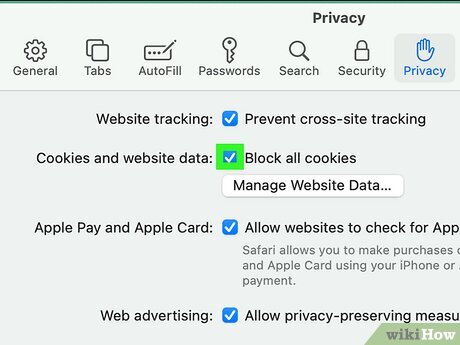 Privacy
General Tabs AutoFill Passwords Search Security Privacy
Website tracking: Prevent cross-site tracking
Cookies and website data: Block all cookies
Manage Website Data...
Apple Pay and Apple Card: Allow websites to check for App
Safari allows you to make purchases o
and Apple Card using your iPhone or
payment.
Web advertising: Allow privacy-preserving measu
wikiHow